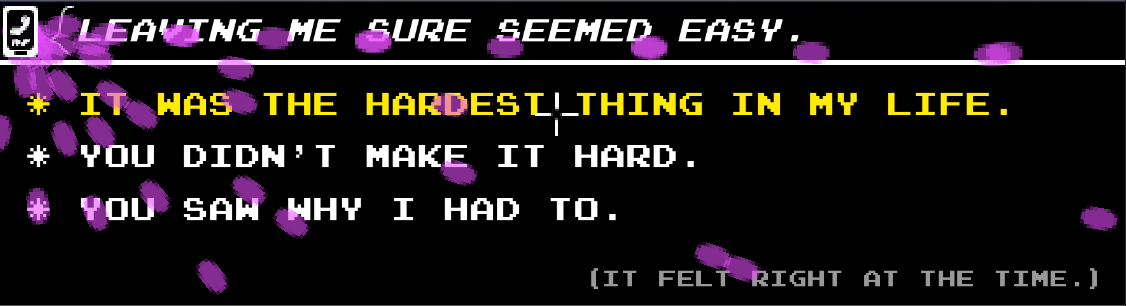 LEAVING ME SURE SEEMED EASY.
* IT WAS THE HARDEST THING IN MY LIFE.
* YOU DIDN'T MAKE IT HARD.
* YOU SAW WHY I HAD TO.
(IT FELT RIGHT AT THE TIME.)